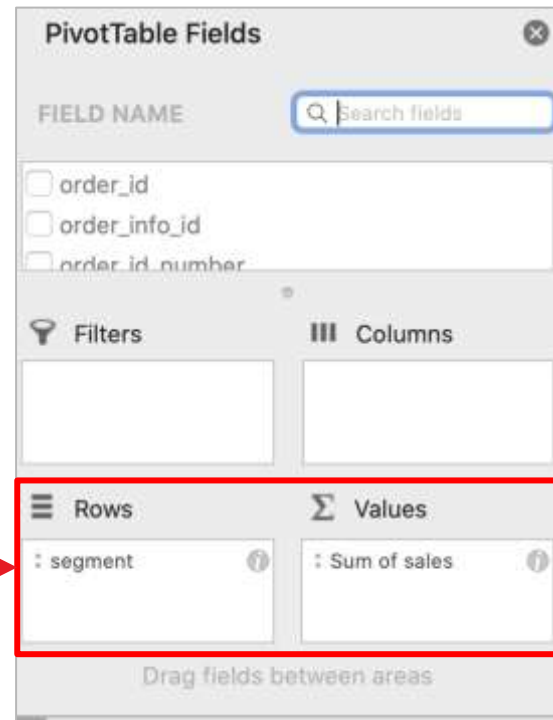 PivotTable Fields
FIELD NAME
Search fields
order_id
order_info_id
order_id_number
Filters
Columns
Rows
Values
segment
Sum of sales
Drag fields between areas